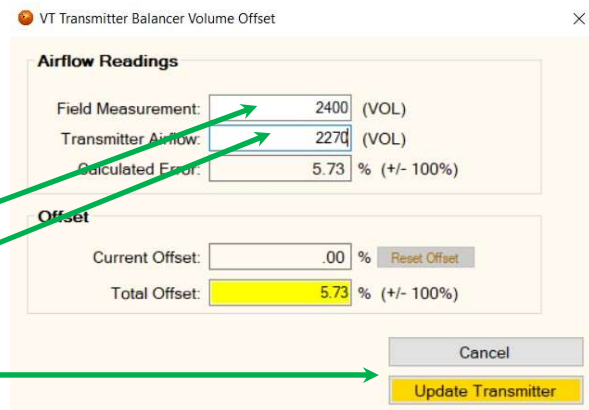 VT Transmitter Balancer Volume Offset
Airflow Readings
Field Measurement: 2400 (VOL)
Transmitter Airflow: 2270 (VOL)
Calculated Error: 5.73 % (+/- 100%)
Offset
Current Offset: .00 % Reset Offset
Total Offset: 5.73 % (+/- 100%)
Cancel
Update Transmitter